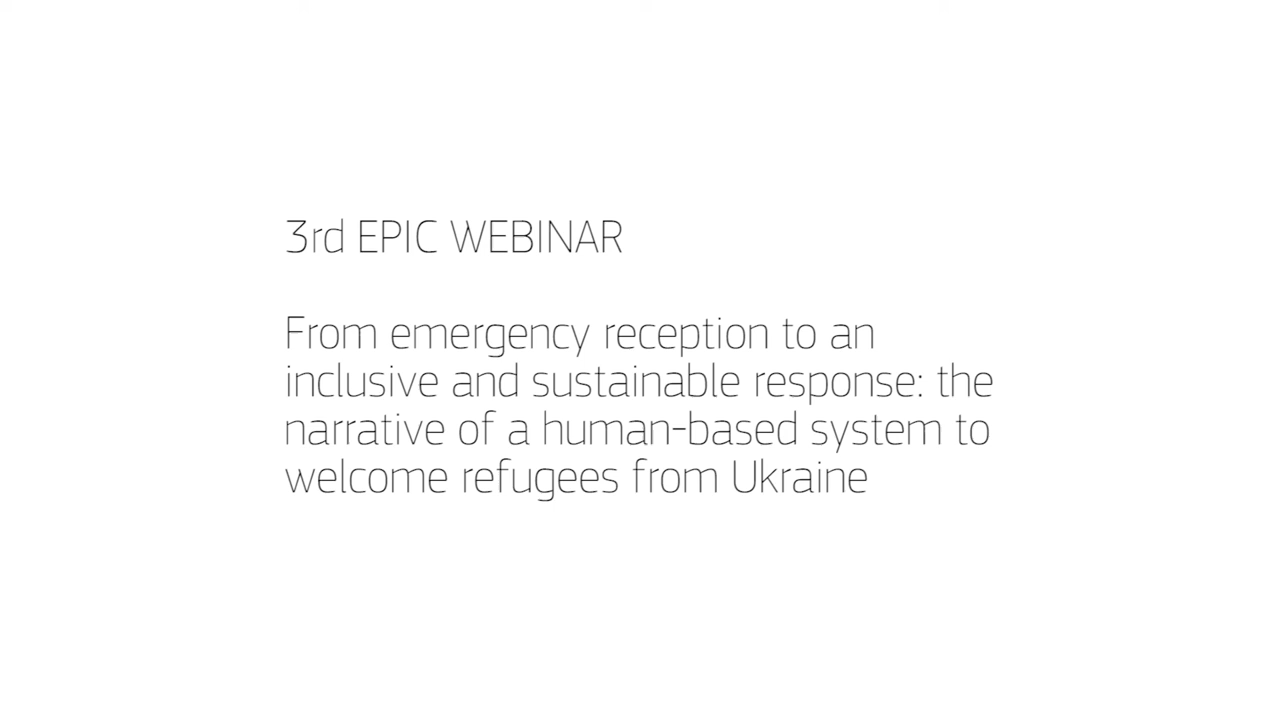 3rd EPIC WEBINAR
From emergency reception to an
inclusive and sustainable response: the
narrative of a human-based system to
welcome refugees from Ukraine